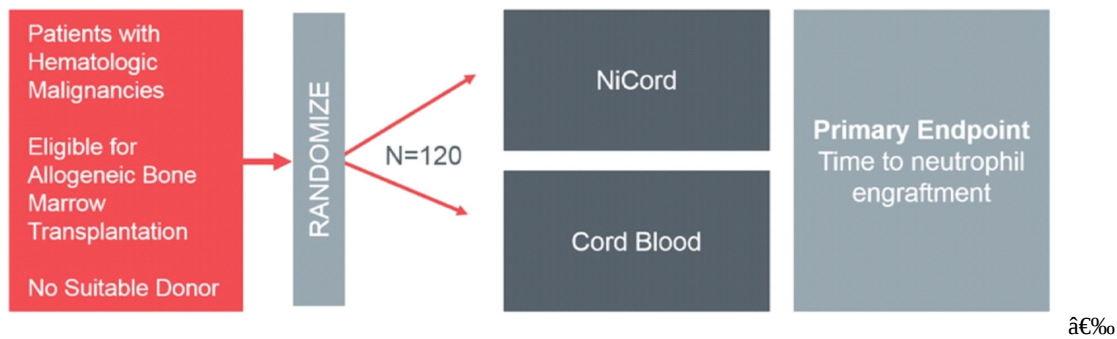 Patients with
Hematologic
Malignancies
Eligible for
Allogeneic Bone
Marrow
Transplantation
No Suitable Donor
RANDOMIZE
N=120
NiCord
Cord Blood
Primary Endpoint
Time to neutrophil
engraftment
â€‰